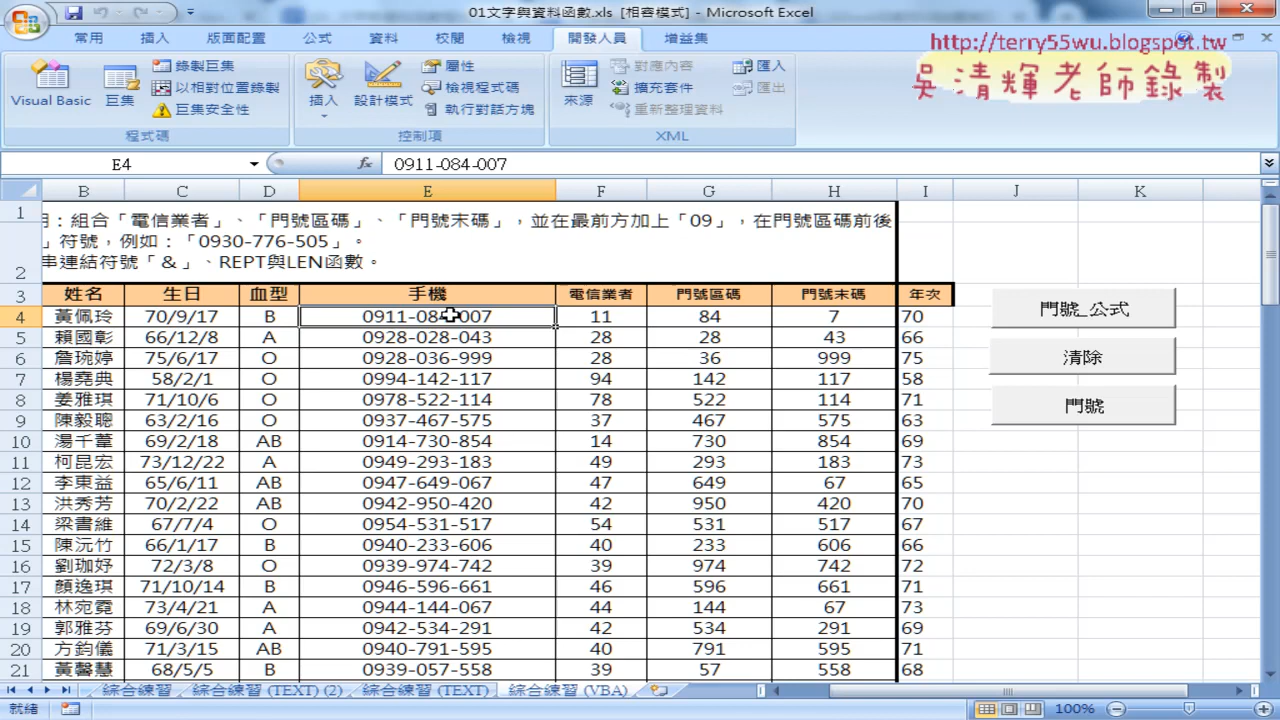 01文字與資料函數.xls [相容模式] - Microsoft Excel
常用 插入 版面配置 公式 資料 校閱 檢視 開發人員 增益集
http://terry55wu.blogspot.tw
吳清輝老師錄製
Visual Basic 巨集 錄製巨集 以相對位置錄製 巨集安全性
插入 設計模式 屬性 檢視程式碼 執行對話方塊
來源 對應內容 擴充套件 重新整理資料 匯入 匯出
程式碼 控制項 XML
E4 fx 0911-084-007
B C D E F G H I J K
1 用：組合「電信業者」、「門號區碼」、「門號末碼」，並在最前方加上「09」，在門號區碼前後
」符號，例如：「0930-776-505」。
2 串連結符號「&」、REPT與LEN函數。
3 姓名 生日 血型 手機 電信業者 門號區碼 門號末碼 年次
4 黃佩玲 70/9/17 B 0911-084-007 11 84 7 70
5 賴國彰 66/12/8 A 0928-028-043 28 28 43 66
6 詹琬婷 75/6/17 O 0928-036-999 28 36 999 75
7 楊堯典 58/2/1 O 0994-142-117 94 142 117 58
8 姜雅琪 71/10/6 O 0978-522-114 78 522 114 71
9 陳毅聰 63/2/16 O 0937-467-575 37 467 575 63
10 湯千葦 69/2/18 AB 0914-730-854 14 730 854 69
11 柯昆宏 73/12/22 A 0949-293-183 49 293 183 73
12 李東益 65/6/11 AB 0947-649-067 47 649 67 65
13 洪秀芳 70/2/22 AB 0942-950-420 42 950 420 70
14 梁書維 67/7/4 O 0954-531-517 54 531 517 67
15 陳沅竹 66/1/17 B 0940-233-606 40 233 606 66
16 劉珈妤 72/3/8 O 0939-974-742 39 974 742 72
17 顏逸琪 71/10/14 B 0946-596-661 46 596 661 71
18 林宛霓 73/4/21 A 0944-144-067 44 144 67 73
19 郭雅芬 69/6/30 A 0942-534-291 42 534 291 69
20 方鈞儀 71/3/15 AB 0940-791-595 40 791 595 71
21 黃馨慧 68/5/5 B 0939-057-558 39 57 558 68
門號_公式
清除
門號
綜合練習 綜合練習 (TEXT) (2) 綜合練習 (TEXT) 綜合練習 (VBA)
就緒 100%